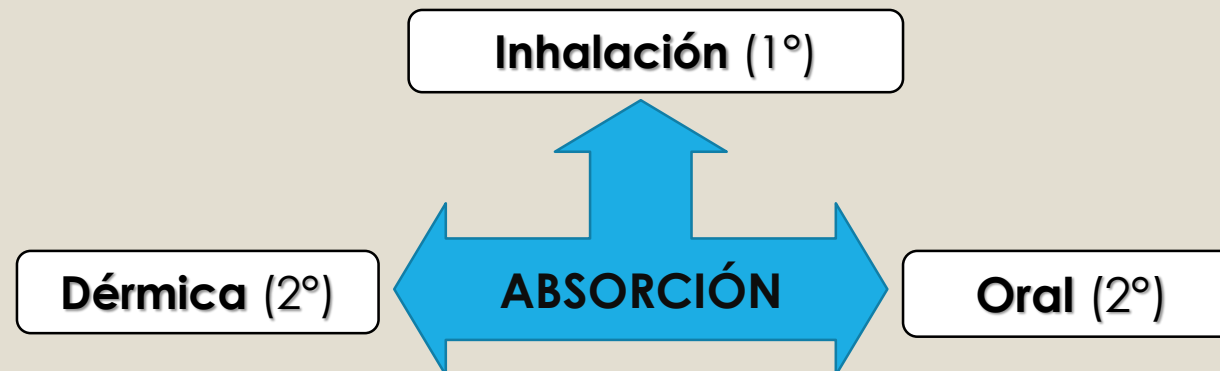 Inhalación (1°)
Dérmica (2°)
ABSORCIÓN
Oral (2°)